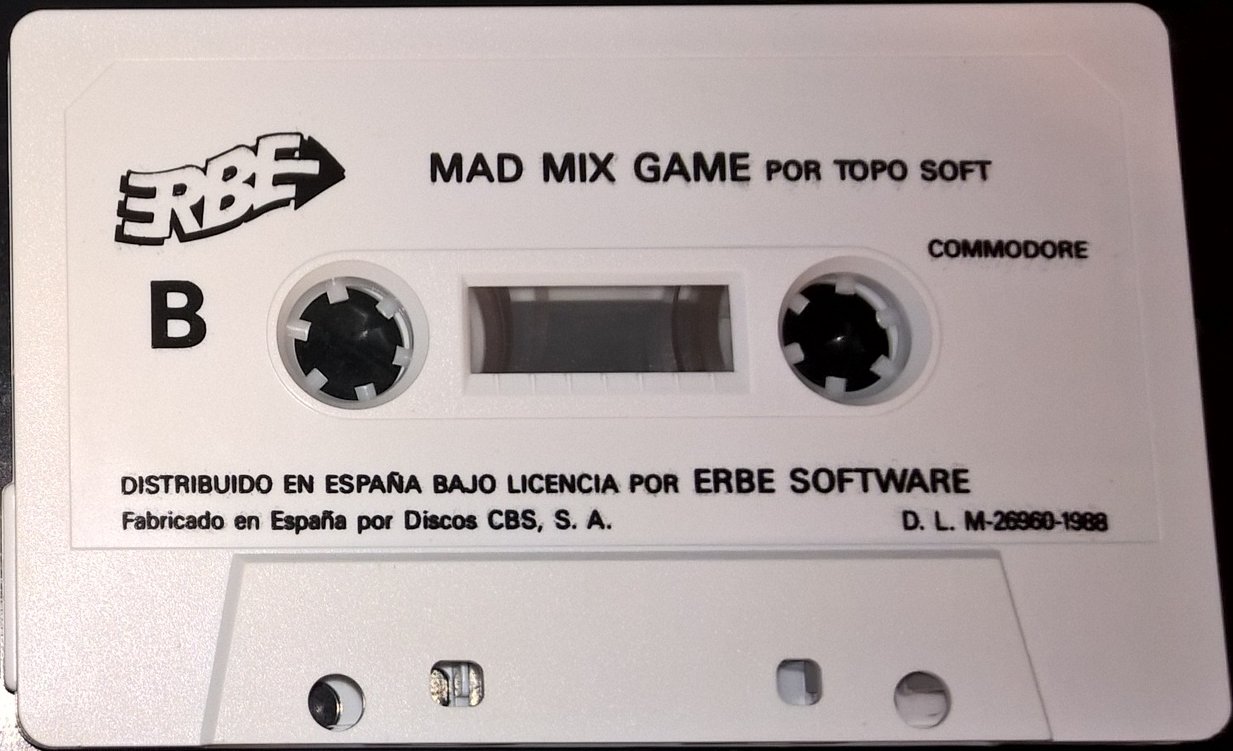 ERBE
MAD MIX GAME POR TOPO SOFT
COMMODORE
B
DISTRIBUIDO EN ESPAÑA BAJO LICENCIA POR ERBE SOFTWARE
Fabricado en España por Discos CBS, S. A.
D. L. M-26960-1988